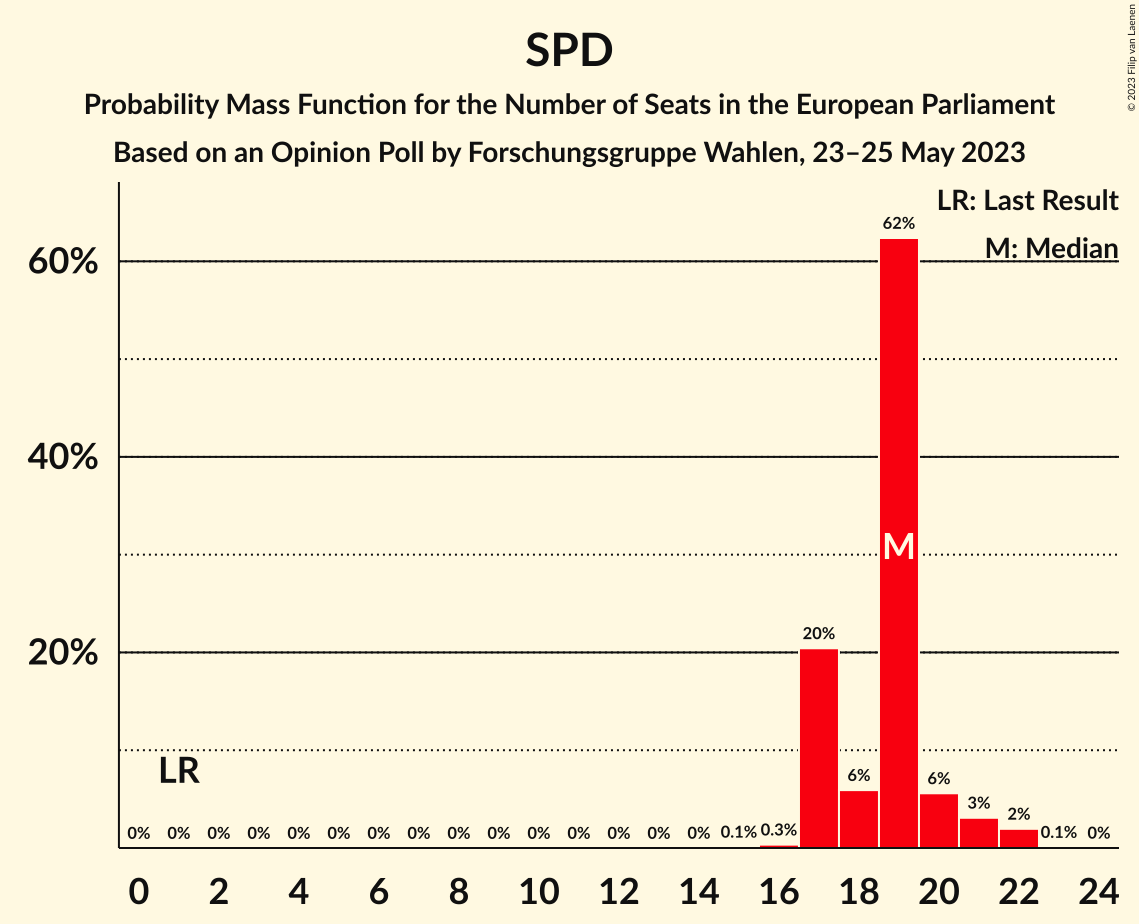 SPD
Probability Mass Function for the Number of Seats in the European Parliament
Based on an Opinion Poll by Forschungsgruppe Wahlen, 23–25 May 2023
© 2023 Filip van Laenen
LR: Last Result
M: Median
60%
40%
20%
62%
M
20%
LR
0% 0% 0% 0% 0% 0% 0% 0% 0% 0% 0% 0% 0% 0% 0% 0.1% 0.3% 6% 6% 3% 2% 0.1% 0%
0 2 4 6 8 10 12 14 16 18 20 22 24